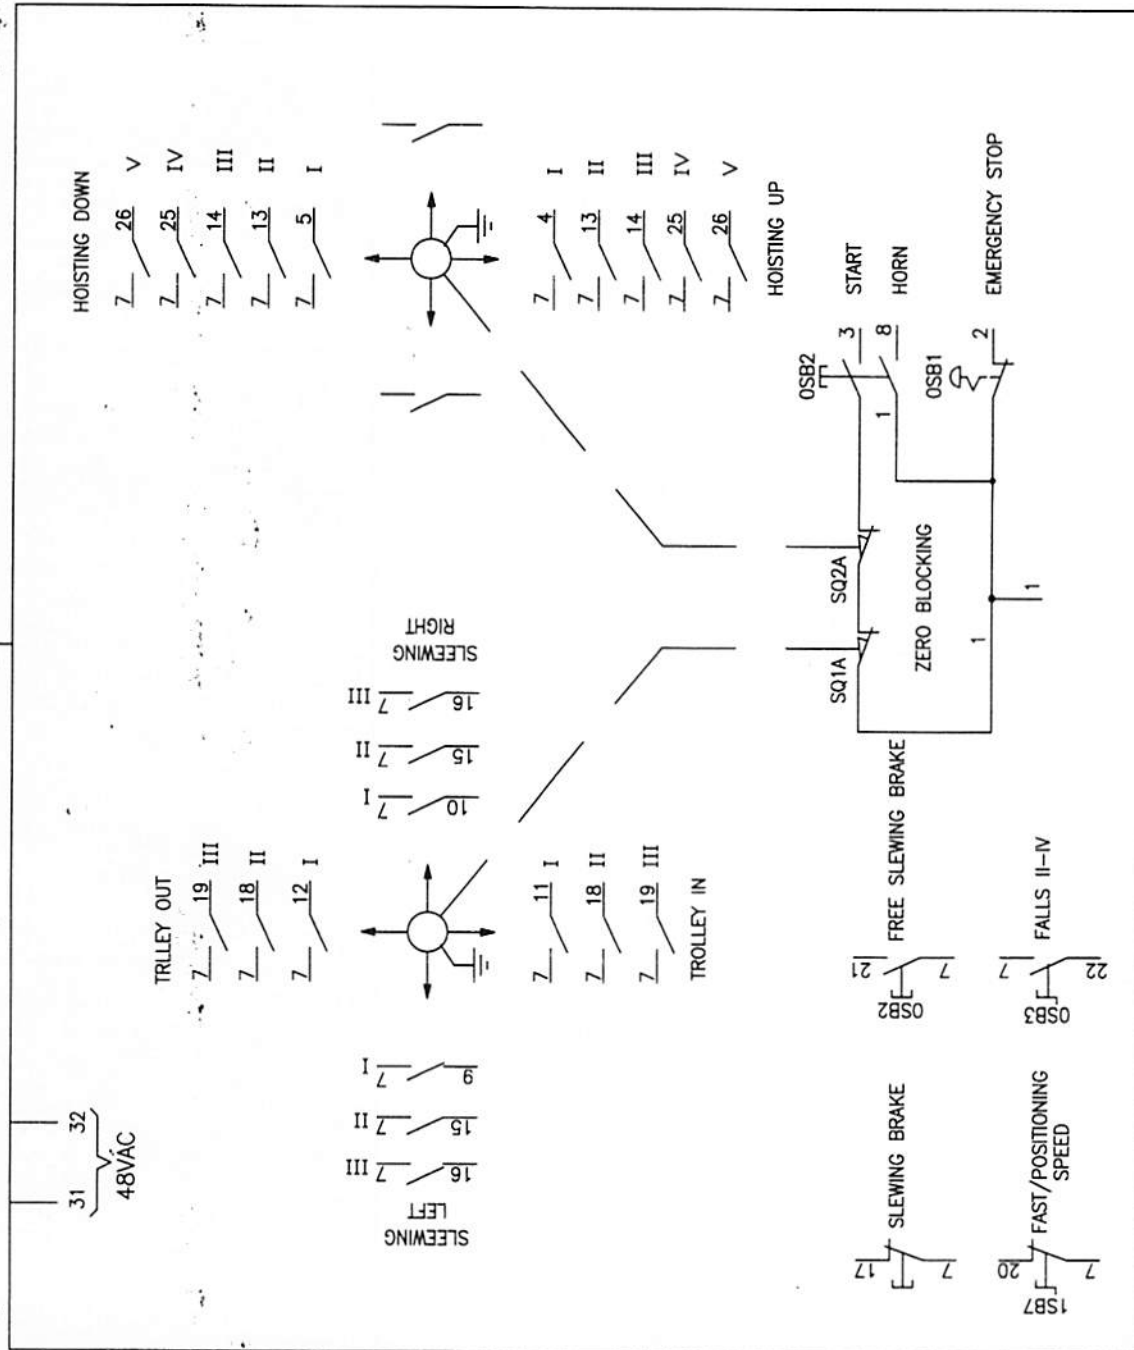 31 32
48VAC
TRLLEY OUT
7 19 III
7 18 II
7 12 I
HOISTING DOWN
7 26 V
7 25 IV
7 14 III
7 13 II
7 5 I
SLEEWING
LEFT
III 7 16
II 7 15
I 7 9
I 7 10
II 7 15
III 7 16
SLEEWING
RIGHT
7 11 I
7 18 II
7 19 III
TROLLEY IN
7 4 I
7 13 II
7 14 III
7 25 IV
7 26 V
HOISTING UP
17 7
SLEWING BRAKE
21 7
0SB2
FREE SLEWING BRAKE
1SB7
20 7
FAST/POSITIONING
SPEED
0SB3
7 22
FALLS II-IV
SQ1A
SQ2A
ZERO BLOCKING
0SB2
3
START
1
8
HORN
0SB1
2
EMERGENCY STOP
1
1